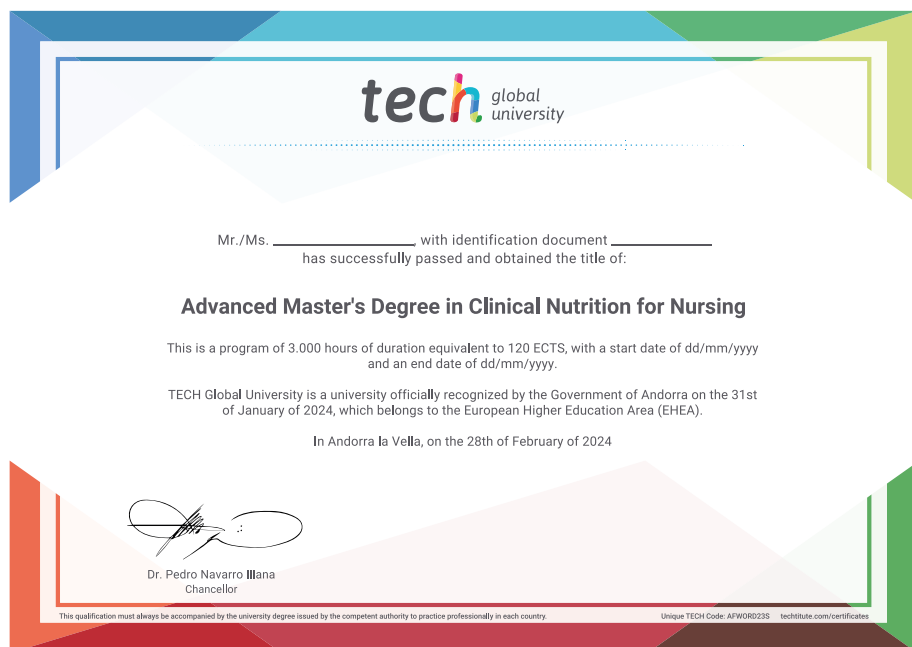 tech global university
Mr./Ms. ____________, with identification document ____________
has successfully passed and obtained the title of:
Advanced Master's Degree in Clinical Nutrition for Nursing
This is a program of 3.000 hours of duration equivalent to 120 ECTS, with a start date of dd/mm/yyyy
and an end date of dd/mm/yyyy.
TECH Global University is a university officially recognized by the Government of Andorra on the 31st
of January of 2024, which belongs to the European Higher Education Area (EHEA).
In Andorra la Vella, on the 28th of February of 2024
Dr. Pedro Navarro Illana
Chancellor
This qualification must always be accompanied by the university degree issued by the competent authority to practice professionally in each country.
Unique TECH Code: AFWORD23S techtitute.com/certificates